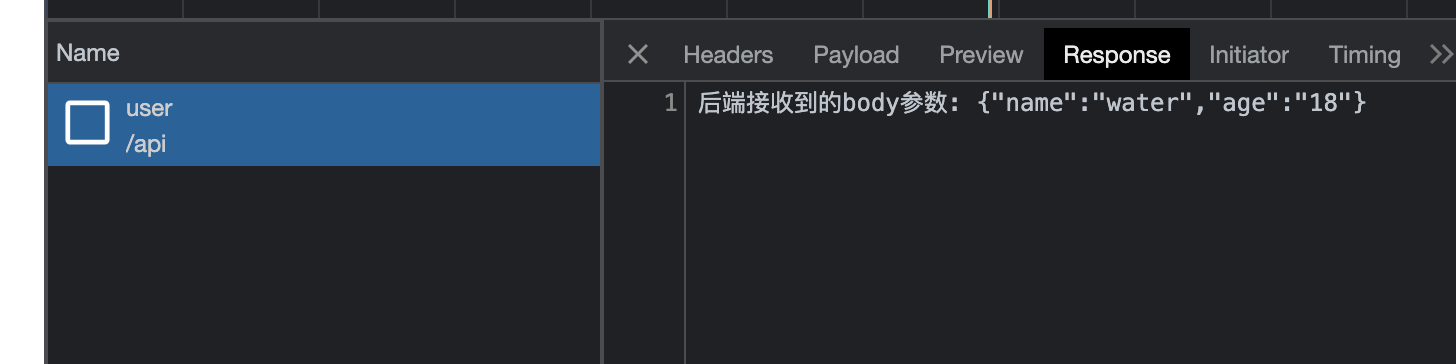 Name
Headers Payload Preview Response Initiator Timing
user
/api
1 后端接收到的body参数: {"name":"water","age":"18"}